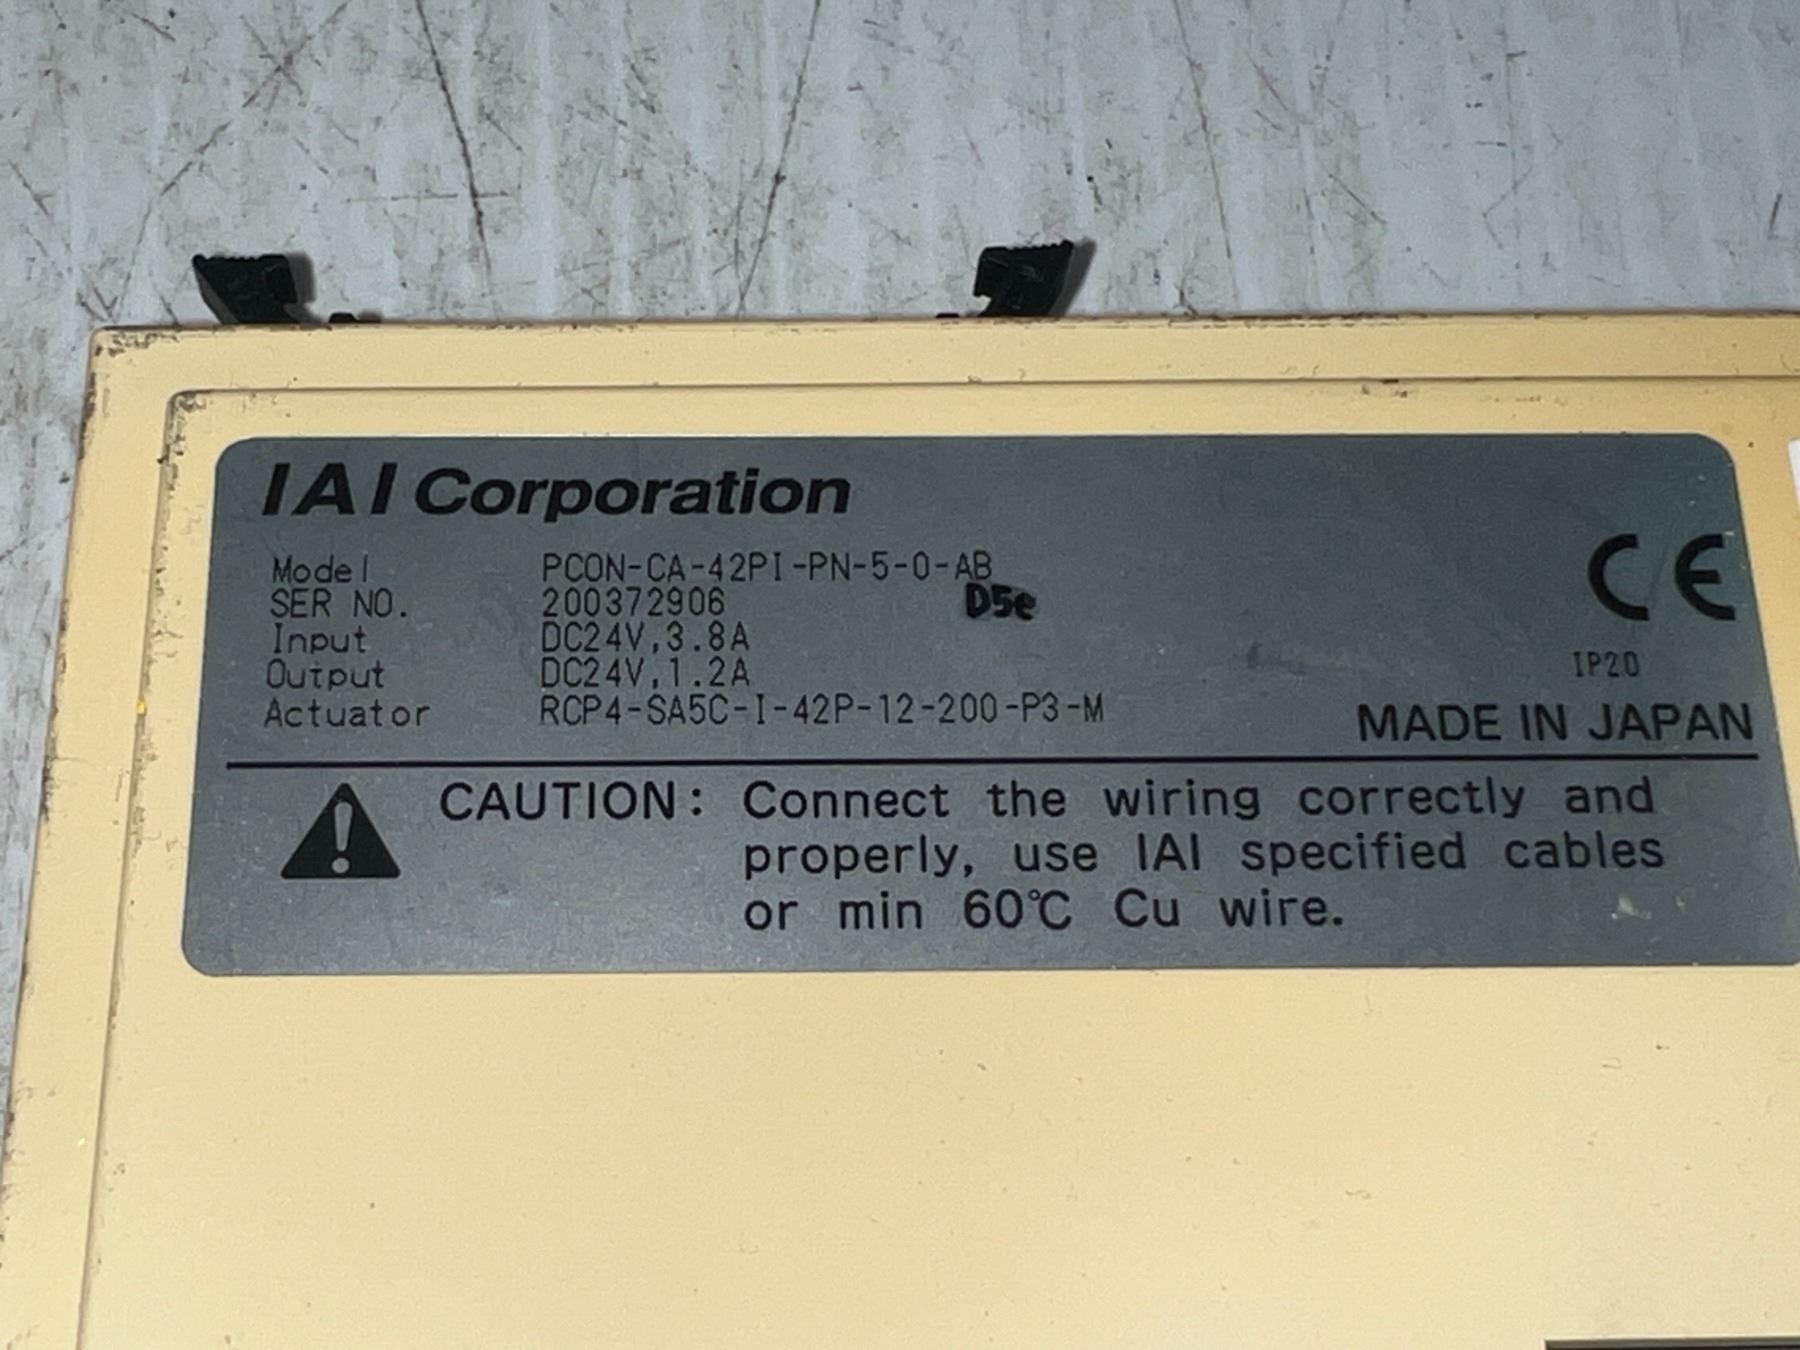 IAI Corporation
Model PCON-CA-42PI-PN-5-0-AB
SER NO. 200372906 D5e
Input DC24V,3.8A
Output DC24V,1.2A
Actuator RCP4-SA5C-I-42P-12-200-P3-M
CE
IP20
MADE IN JAPAN
CAUTION: Connect the wiring correctly and
properly, use IAI specified cables
or min 60℃ Cu wire.